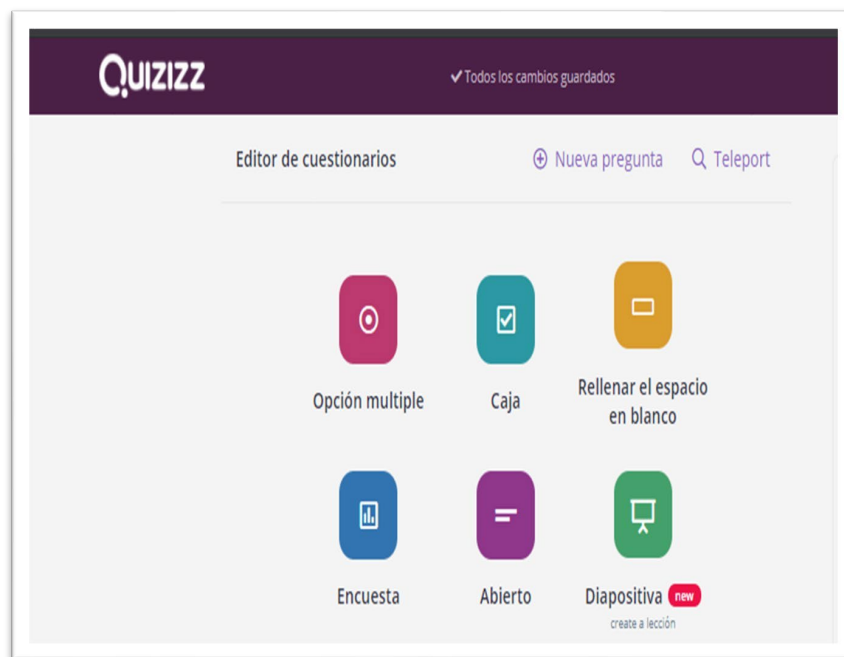 Quizizz
Todos los cambios guardados
Editor de cuestionarios
Nueva pregunta
Teleport
Opción multiple
Caja
Rellenar el espacio
en blanco
Encuesta
Abierto
Diapositiva new
create a lección